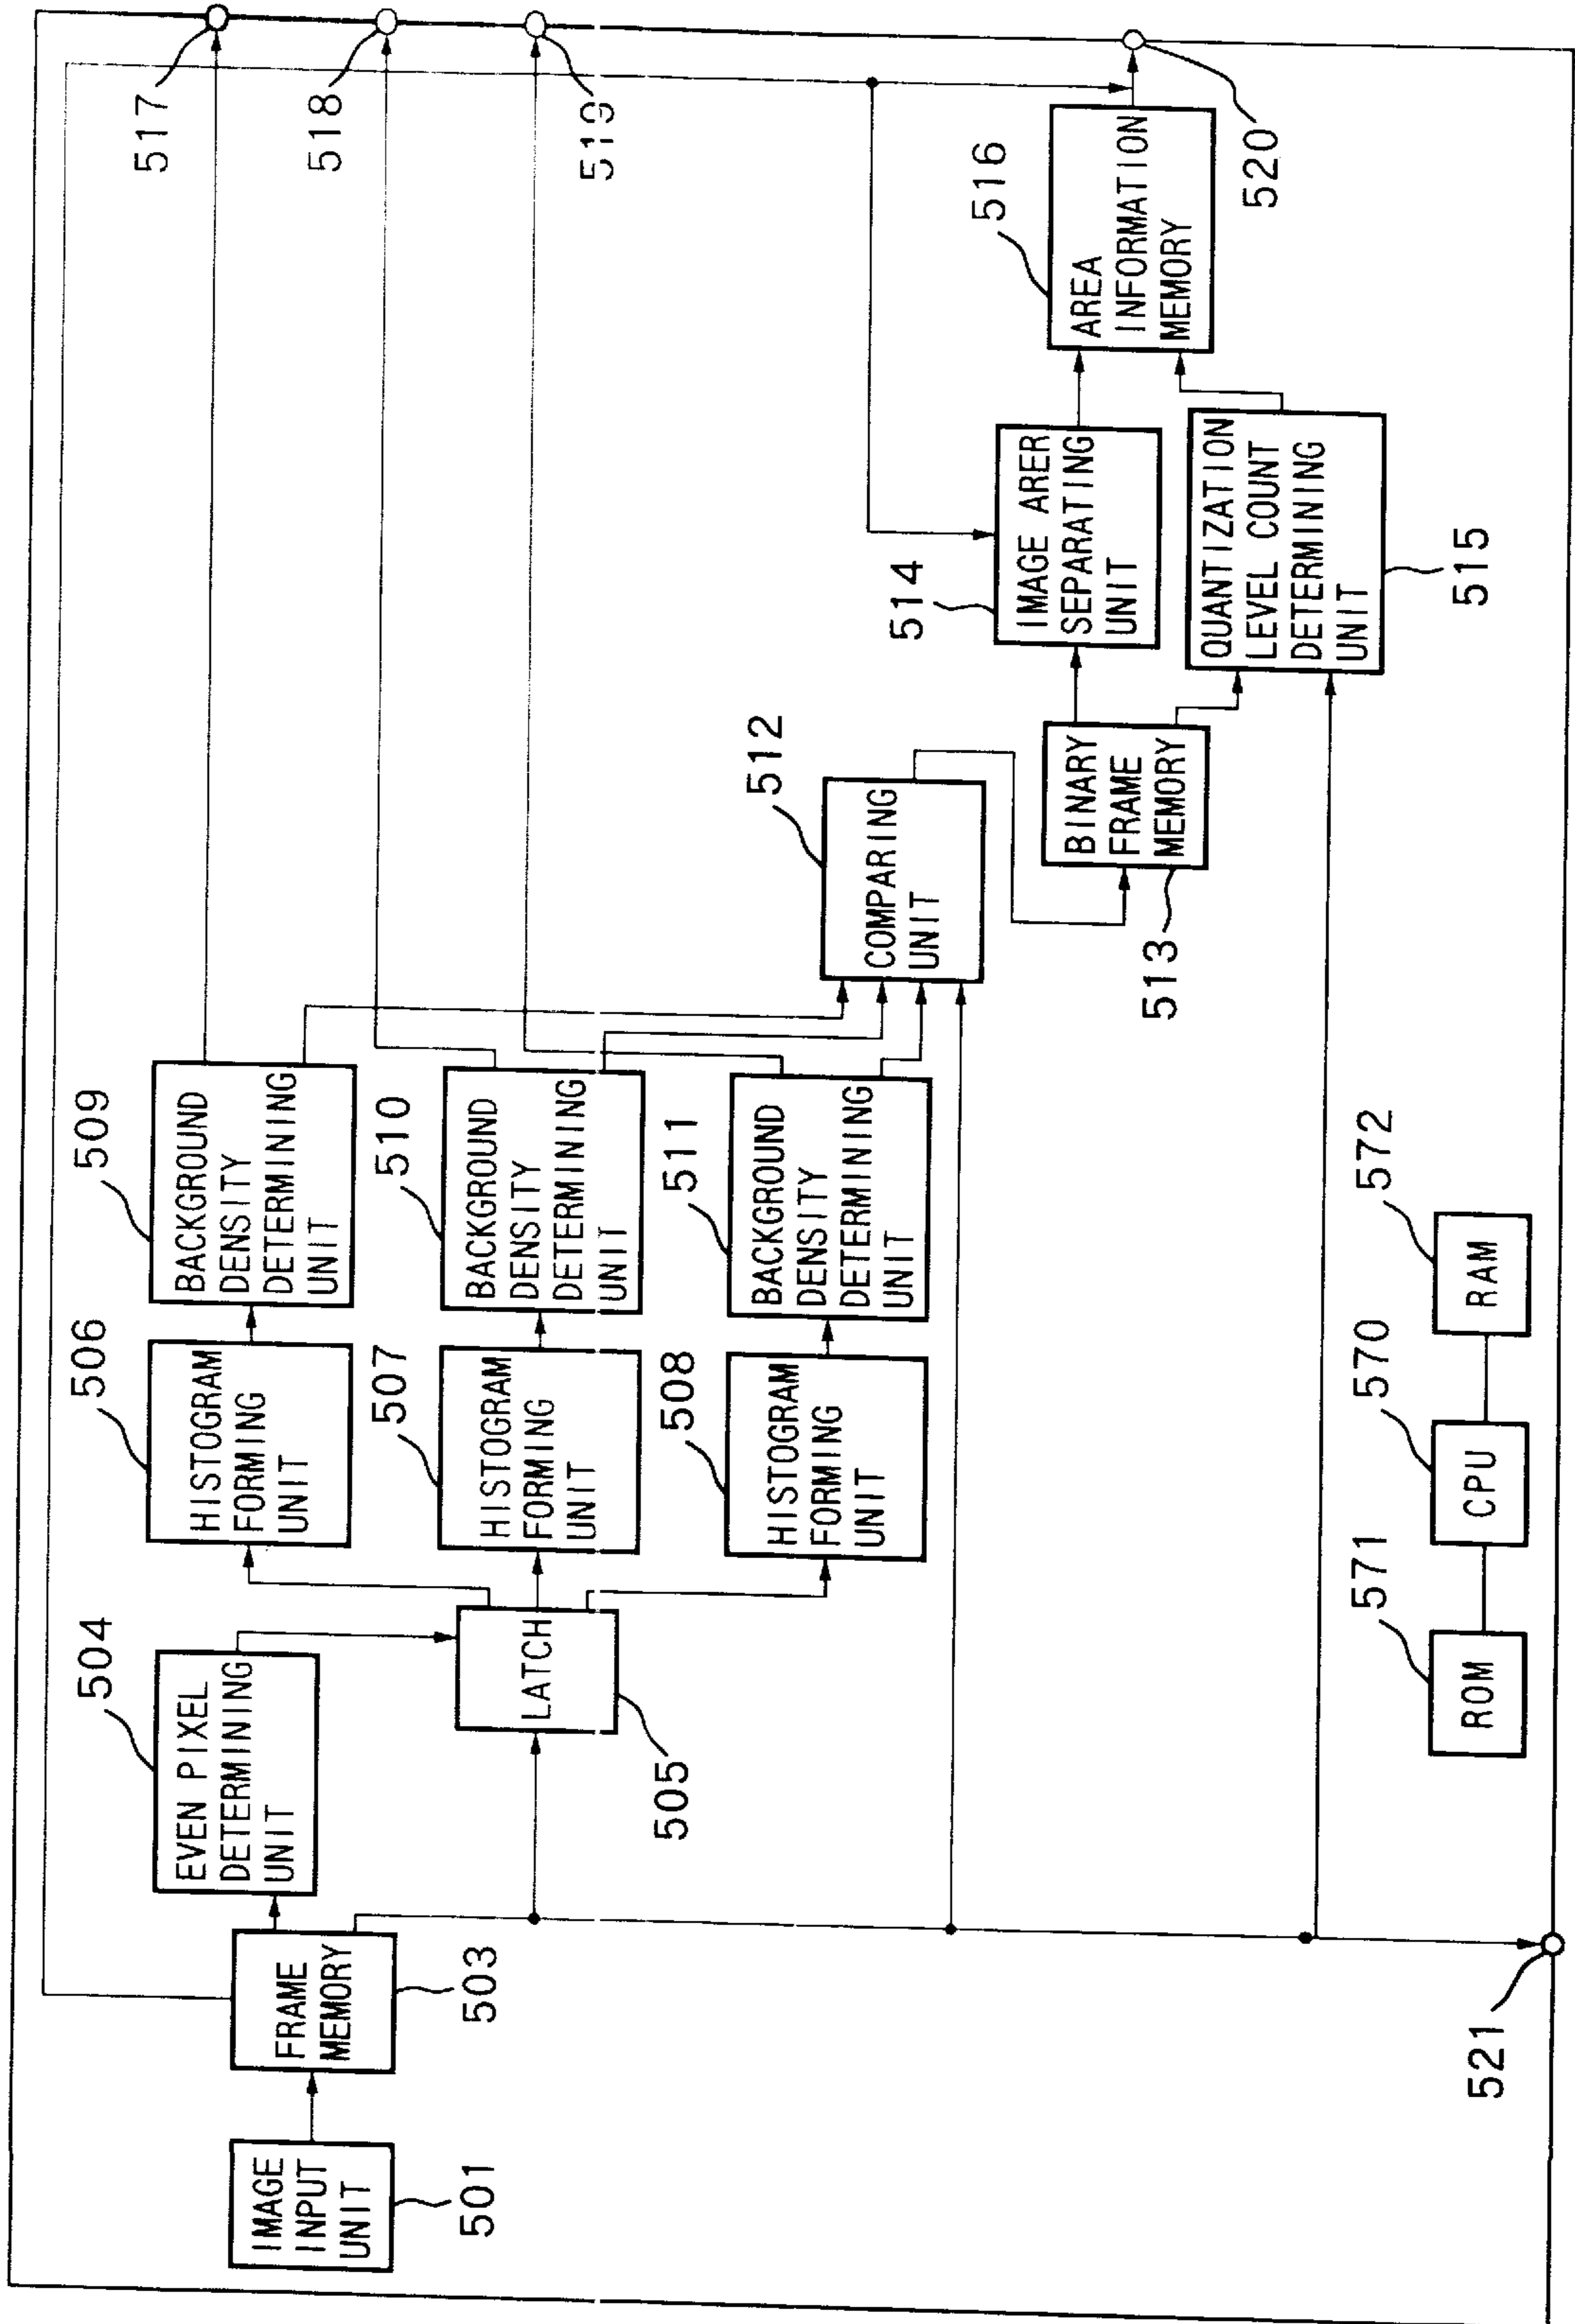 IMAGE
INPUT
UNIT
501
FRAME
MEMORY
503
EVEN PIXEL
DETERMINING
UNIT
504
LATCH
505
HISTOGRAM
FORMING
UNIT
506
HISTOGRAM
FORMING
UNIT
507
HISTOGRAM
FORMING
UNIT
508
BACKGROUND
DENSITY
DETERMINING
UNIT
509
BACKGROUND
DENSITY
DETERMINING
UNIT
510
BACKGROUND
DENSITY
DETERMINING
UNIT
511
COMPARING
UNIT
512
BINARY
FRAME
MEMORY
513
IMAGE ARER
SEPARATING
UNIT
514
QUANTIZATION
LEVEL COUNT
DETERMINING
UNIT
515
AREA
INFORMATION
MEMORY
516
517
518
519
520
521
ROM
571
CPU
570
RAM
572